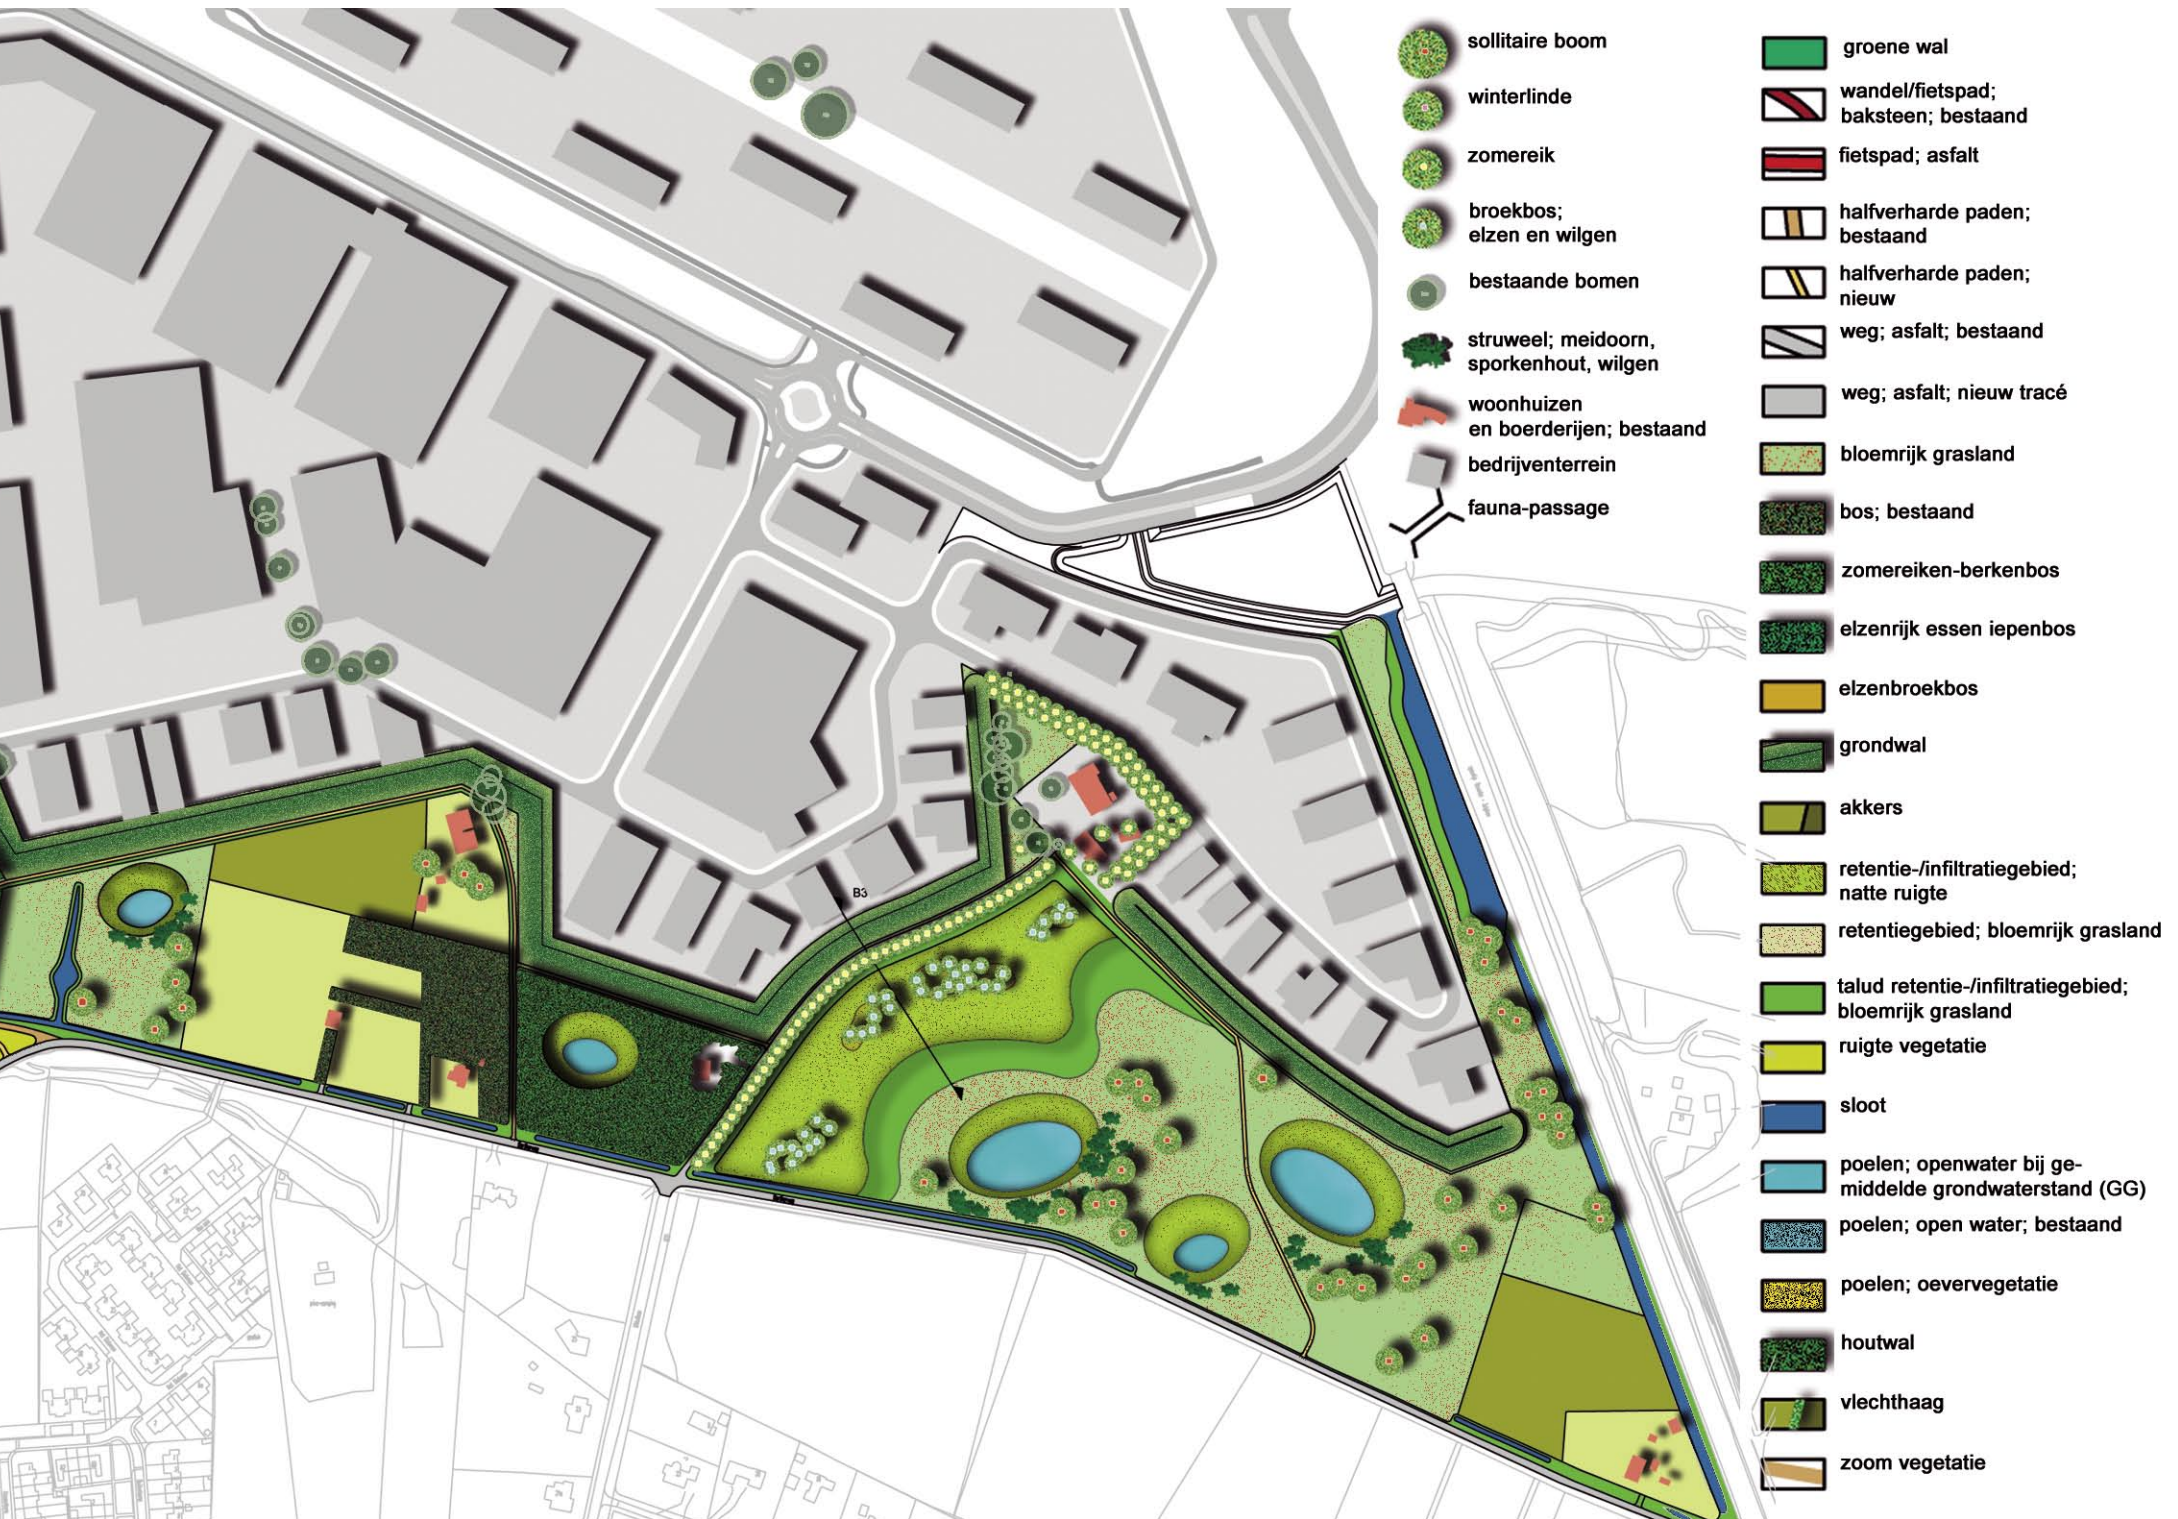 sollitaire boom
winterlinde
zomereik
broekbos;
elzen en wilgen
bestaande bomen
struweel; meidoorn,
sporkenhout, wilgen
woonhuizen
en boerderijen; bestaand
bedrijventerrein
fauna-passage
groene wal
wandel/fietspad;
baksteen; bestaand
fietspad; asfalt
halfverharde paden;
bestaand
halfverharde paden;
nieuw
weg; asfalt; bestaand
weg; asfalt; nieuw tracé
bloemrijk grasland
bos; bestaand
zomereiken-berkenbos
elzenrijk essen iepenbos
elzenbroekbos
grondwal
akkers
retentie-/infiltratiegebied;
natte ruigte
retentiegebied; bloemrijk grasland
talud retentie-/infiltratiegebied;
bloemrijk grasland
ruigte vegetatie
sloot
poelen; openwater bij ge-
middelde grondwaterstand (GG)
poelen; open water; bestaand
poelen; oevervegetatie
houtwal
vlechthaag
zoom vegetatie
B3